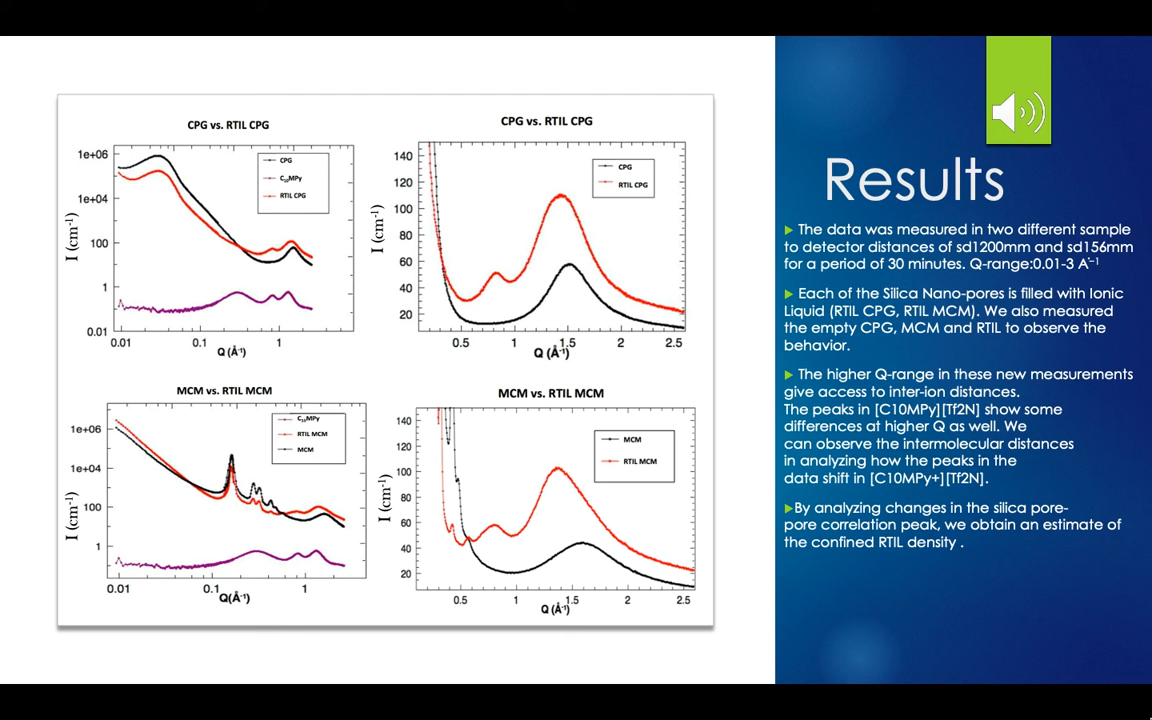 CPG vs. RTIL CPG
I (cm-1)
1e+06
1e+04
100
1
0.01
CPG
C10MPy
RTIL CPG
0.01
0.1
1
Q (Å-1)
CPG vs. RTIL CPG
I (cm-1)
140
120
100
80
60
40
20
CPG
RTIL CPG
0.5
1
1.5
2
2.5
Q (Å-1)
MCM vs. RTIL MCM
I (cm-1)
1e+06
1e+04
100
1
C10MPy
RTIL MCM
MCM
0.01
0.1
1
Q(Å-1)
MCM vs. RTIL MCM
I (cm-1)
140
120
100
80
60
40
20
MCM
RTIL MCM
0.5
1
1.5
2
2.5
Q (Å-1)
Results
The data was measured in two different sample
to detector distances of sd1200mm and sd156mm
for a period of 30 minutes. Q-range:0.01-3 A˙−1
Each of the Silica Nano-pores is filled with Ionic
Liquid (RTIL CPG, RTIL MCM). We also measured
the empty CPG, MCM and RTIL to observe the
behavior.
The higher Q-range in these new measurements
give access to inter-ion distances.
The peaks in [C10MPy][Tf2N] show some
differences at higher Q as well. We
can observe the intermolecular distances
in analyzing how the peaks in the
data shift in [C10MPy+][Tf2N].
By analyzing changes in the silica pore-
pore correlation peak, we obtain an estimate of
the confined RTIL density .